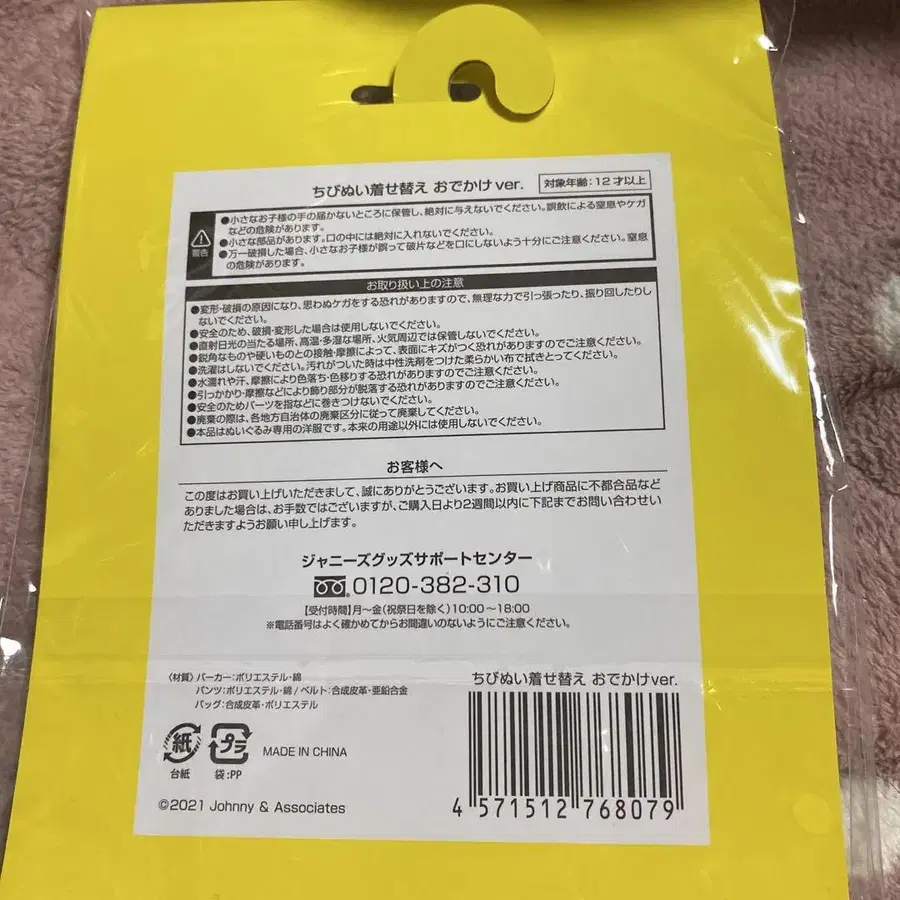 ちびぬい着せ替え おでかけ ver.
対象年齢:12才以上
警告
●小さなお子様の手の届かないところに保管し、絶対に与えないでください。誤飲による窒息やケガ
などの危険があります。
●小さな部品があります。口の中には絶対に入れないでください。
●万一破損した場合、小さなお子様が誤って破片などを口にしないよう十分にご注意ください。窒息
の危険があります。
お取り扱い上の注意
●変形・破損の原因になり、思わぬケガをする恐れがありますので、無理な力で引っ張ったり、振り回したりし
ないでください。
●安全のため、破損・変形した場合は使用しないでください。
●直射日光の当たる場所、高温・多湿な場所、火気周辺では保管しないでください。
●鋭角なものや硬いものとの接触・摩擦によって、表面にキズがつく恐れがあります。
●洗濯はしないでください。汚れがついた時は中性洗剤をつけた柔らかい布で拭きとってください。
●水濡れや汗、摩擦により色落ち・色移りする恐れがありますのでご注意ください。
●引っかかり・摩擦などにより飾り部分が脱落する恐れがありますのでご注意ください。
●安全のためパーツを指などに巻きつけないでください。
●廃棄の際は、各地方自治体の廃棄区分に従って廃棄してください。
●本品はぬいぐるみ専用の洋服です。本来の用途以外には使用しないでください。
お客様へ
この度はお買い上げいただきまして、誠にありがとうございます。お買い上げ商品に不都合品など
ありました場合は、お手数ではございますが、ご購入日より2週間以内に下記までお問い合わせい
ただきますようお願い申し上げます。
ジャニーズグッズサポートセンター
0120-382-310
【受付時間】月~金(祝祭日を除く)10:00~18:00
※電話番号はよく確かめてからお間違いのないようにご注意ください。
〈材質〉パーカー:ポリエステル・綿
パンツ:ポリエステル・綿 / ベルト:合成皮革・亜鉛合金
バッグ:合成皮革・ポリエステル
紙
台紙
プラ
袋:PP
MADE IN CHINA
©2021 Johnny & Associates
ちびぬい着せ替え おでかけver.
4 571512 768079